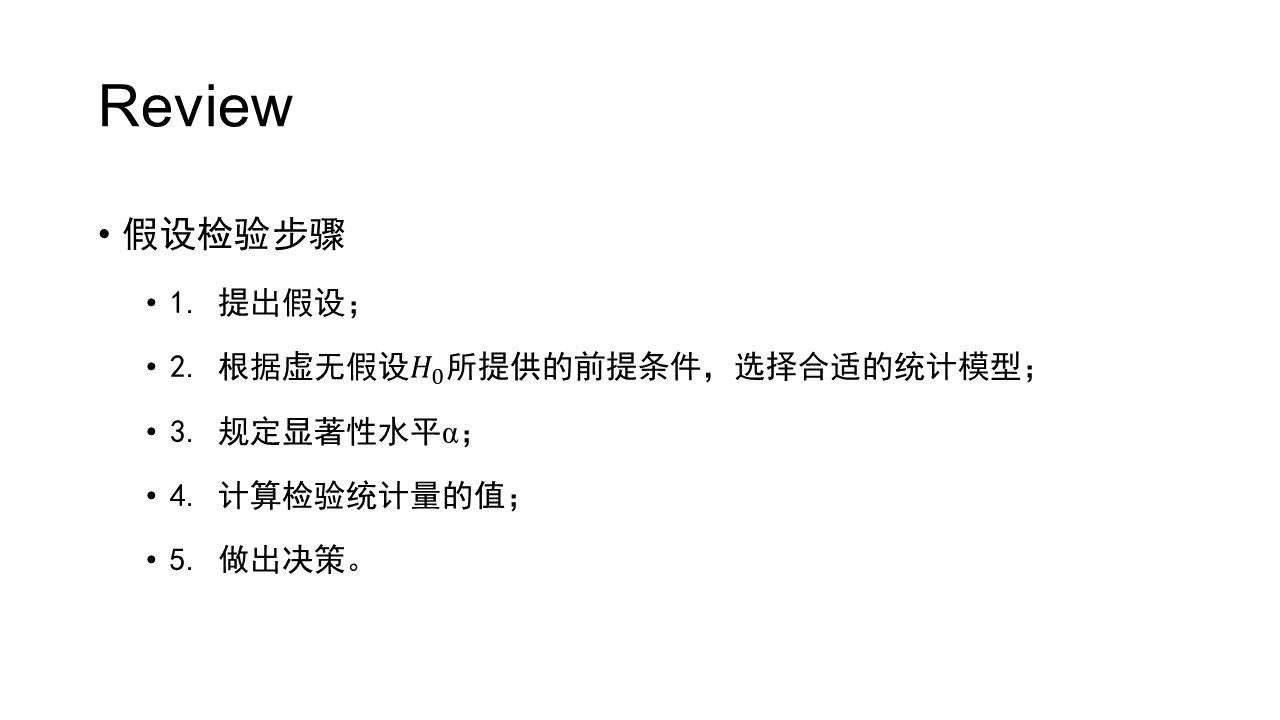 Review
• 假设检验步骤
• 1. 提出假设；
• 2. 根据虚无假设H₀所提供的前提条件，选择合适的统计模型；
• 3. 规定显著性水平α；
• 4. 计算检验统计量的值；
• 5. 做出决策。